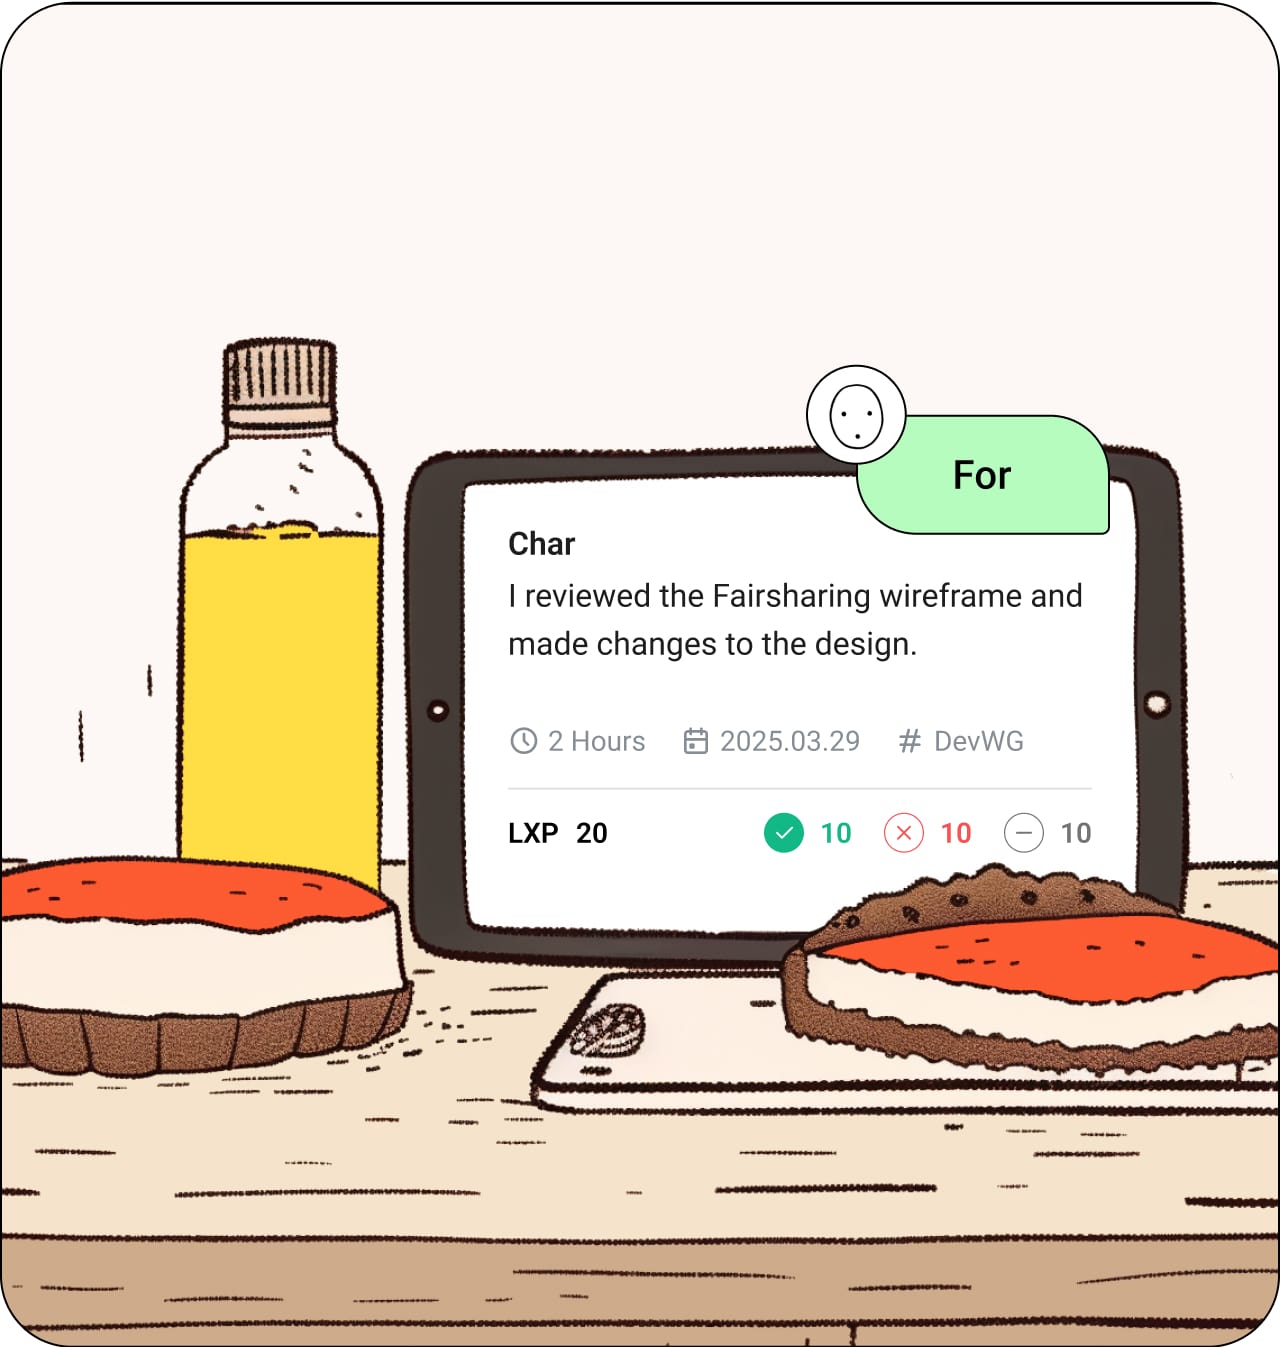 For
Char
I reviewed the Fairsharing wireframe and
made changes to the design.
2 Hours 2025.03.29 # DevWG
LXP 20 10 10 10